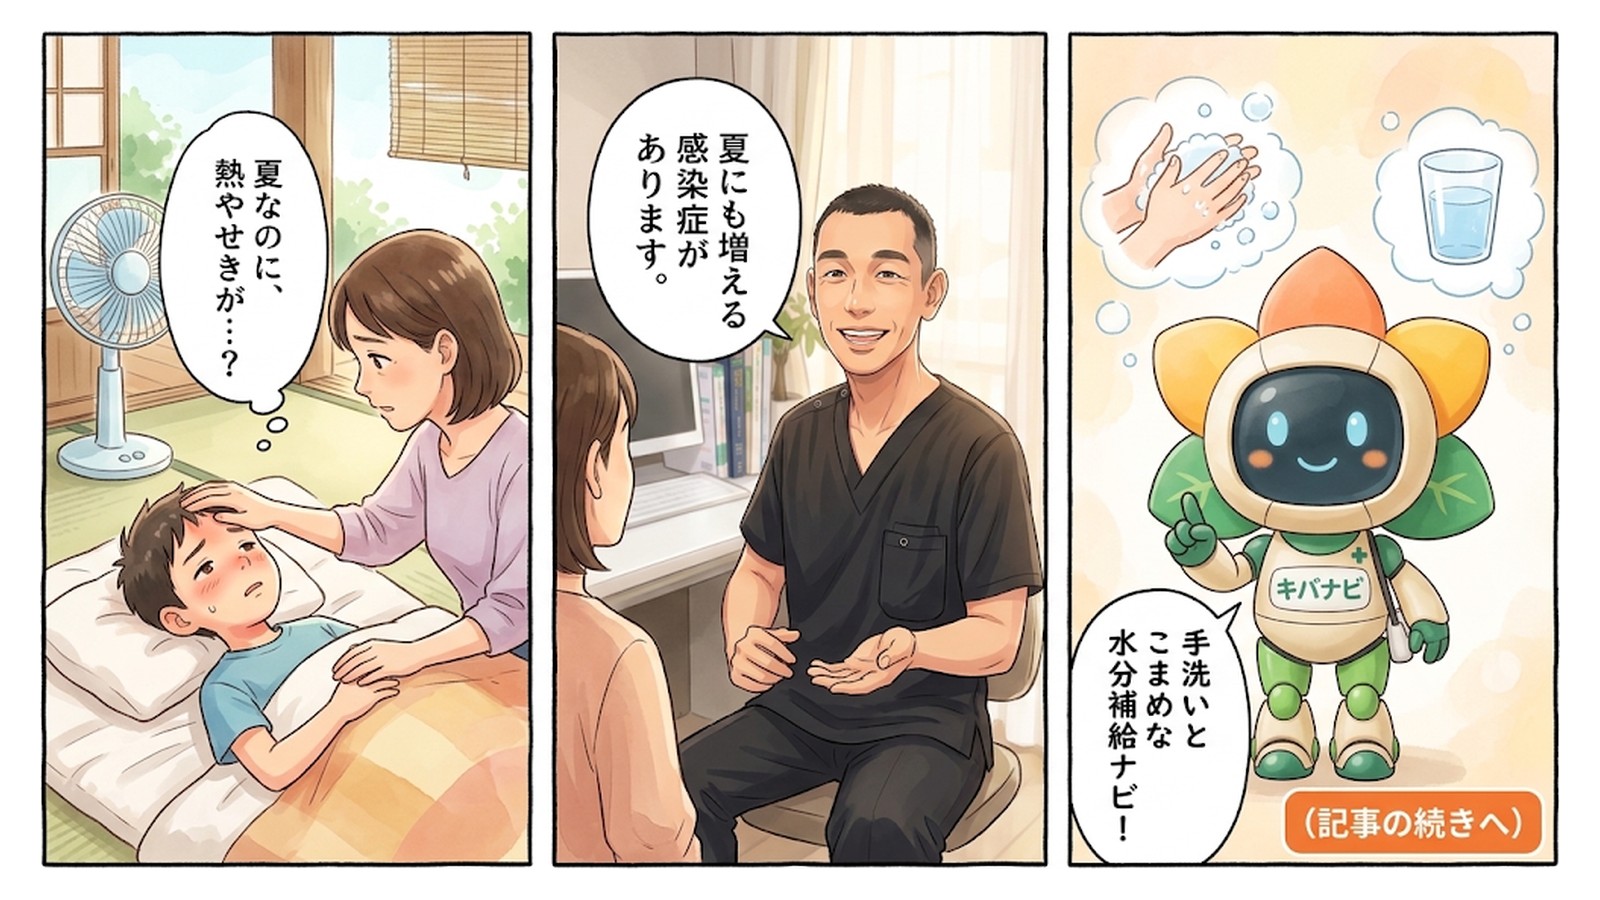 夏なのに、
熱やせきが…？
夏にも増える
感染症が
あります。
キバナビ
手洗いと
こまめな
水分補給ナビ！
（記事の続きへ）